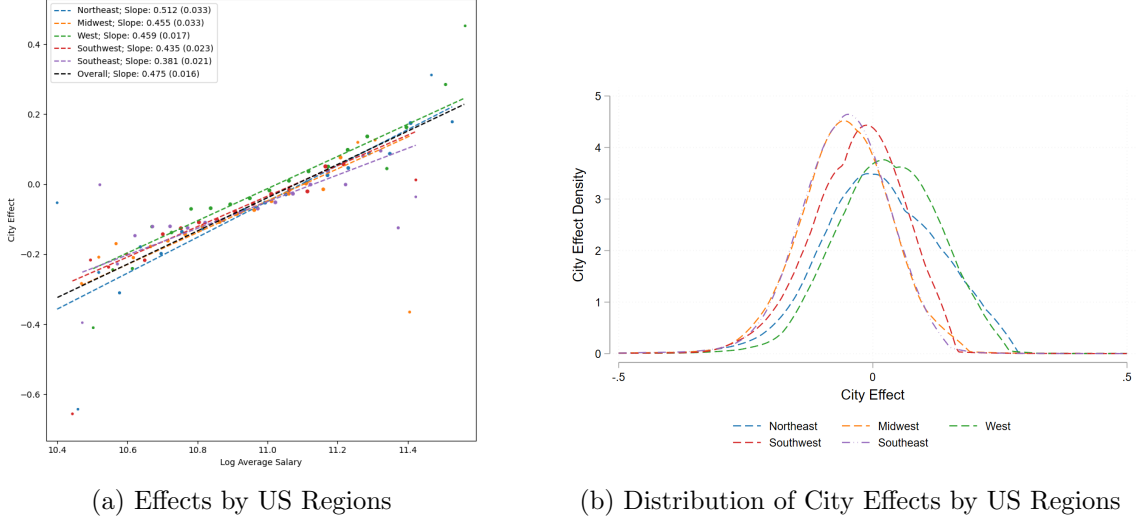 Northeast; Slope: 0.512 (0.033)
Midwest; Slope: 0.455 (0.033)
West; Slope: 0.459 (0.017)
Southwest; Slope: 0.435 (0.023)
Southeast; Slope: 0.381 (0.021)
Overall; Slope: 0.475 (0.016)
0.4
0.2
0.0
−0.2
−0.4
−0.6
City Effect
10.4 10.6 10.8 11.0 11.2 11.4
Log Average Salary
(a) Effects by US Regions
5
4
3
2
1
0
City Effect Density
-.5 0 .5
City Effect
Northeast Midwest West
Southwest Southeast
(b) Distribution of City Effects by US Regions